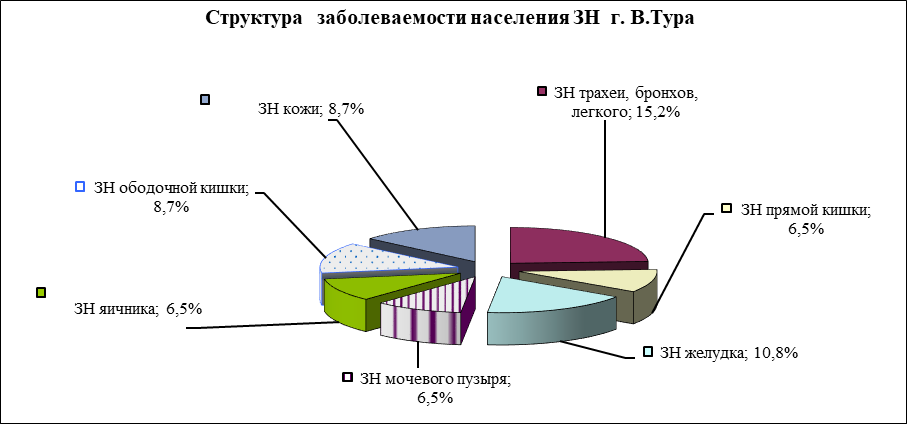 Структура заболеваемости населения ЗН г. В.Тура
ЗН кожи; 8,7%
ЗН трахеи, бронхов,
легкого; 15,2%
ЗН ободочной кишки;
8,7%
ЗН прямой кишки;
6,5%
ЗН яичника; 6,5%
ЗН желудка; 10,8%
ЗН мочевого пузыря;
6,5%